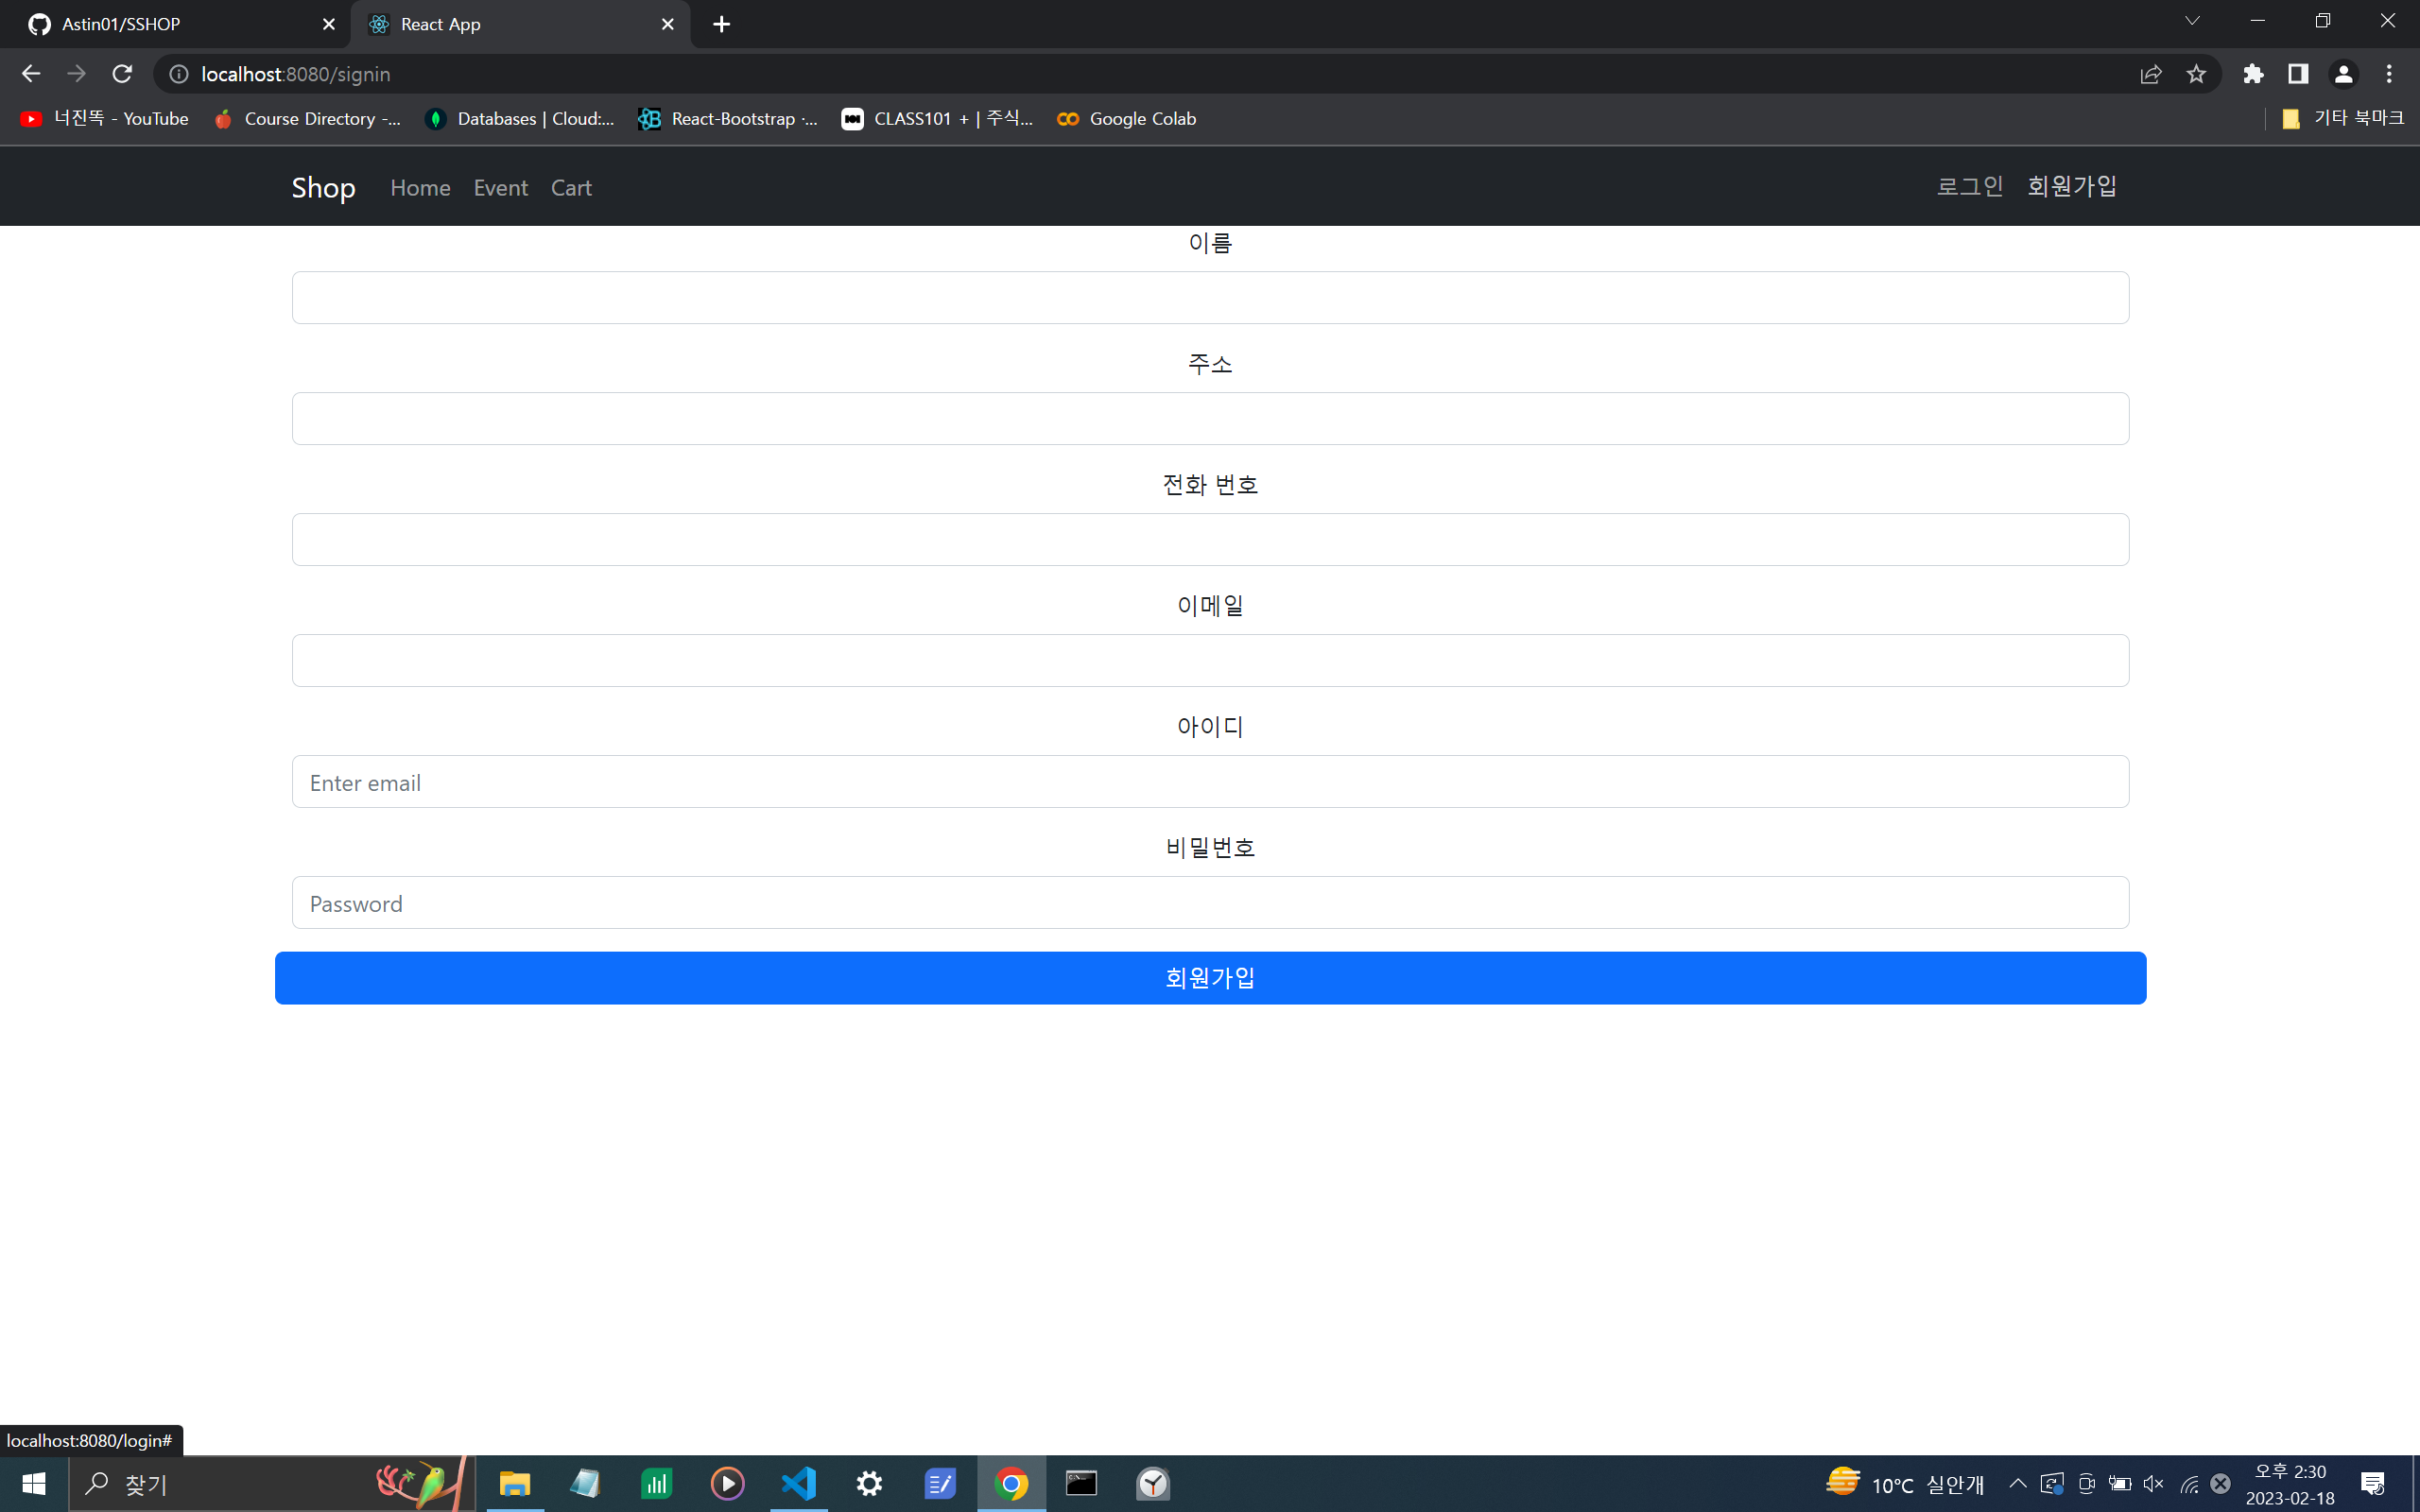 Astin01/SSHOP
React App
localhost:8080/signin
너진똑 - YouTube
Course Directory -...
Databases | Cloud:...
React-Bootstrap ·...
CLASS101 + | 주식...
Google Colab
기타 북마크
Shop Home Event Cart 로그인 회원가입
이름
주소
전화 번호
이메일
아이디
Enter email
비밀번호
Password
회원가입
localhost:8080/login#
찾기
10°C 실안개
오후 2:30
2023-02-18